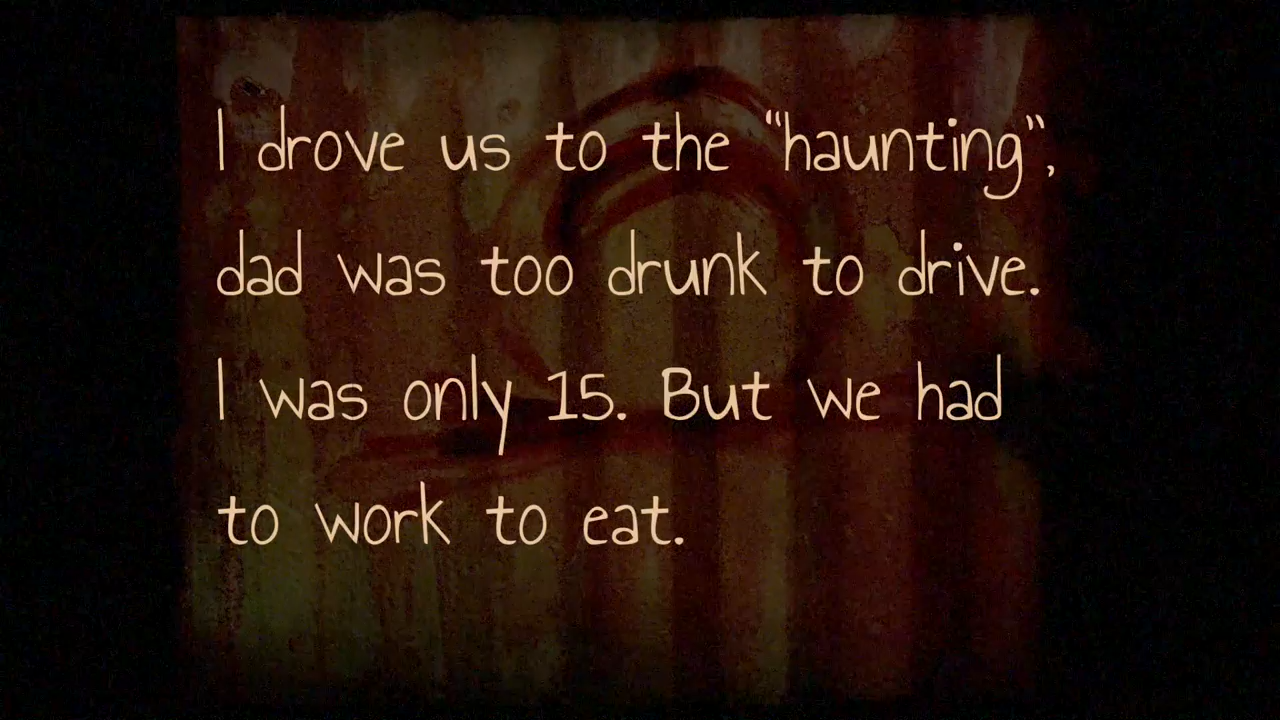 I drove us to the “haunting”,
dad was too drunk to drive.
I was only 15. But we had
to work to eat.